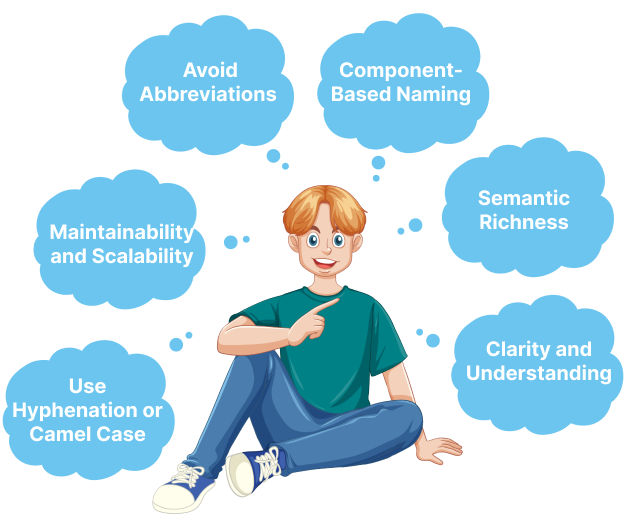 Avoid
Abbreviations
Component-
Based Naming
Maintainability
and Scalability
Semantic
Richness
Use
Hyphenation or
Camel Case
Clarity and
Understanding